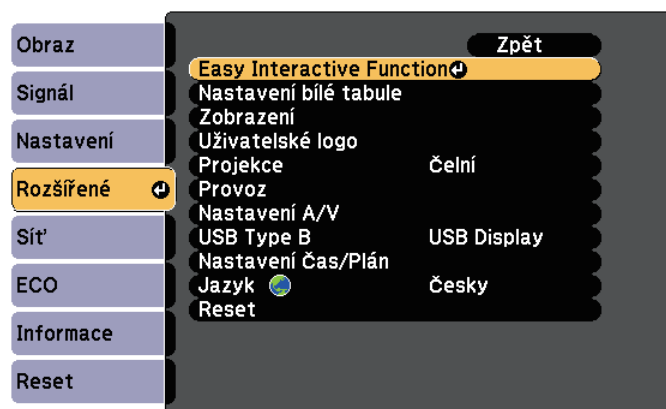 Obraz
Signál
Nastavení
Rozšířené
Síť
ECO
Informace
Reset
Zpět
Easy Interactive Function
Nastavení bílé tabule
Zobrazení
Uživatelské logo
Projekce Čelní
Provoz
Nastavení A/V
USB Type B USB Display
Nastavení Čas/Plán
Jazyk Česky
Reset